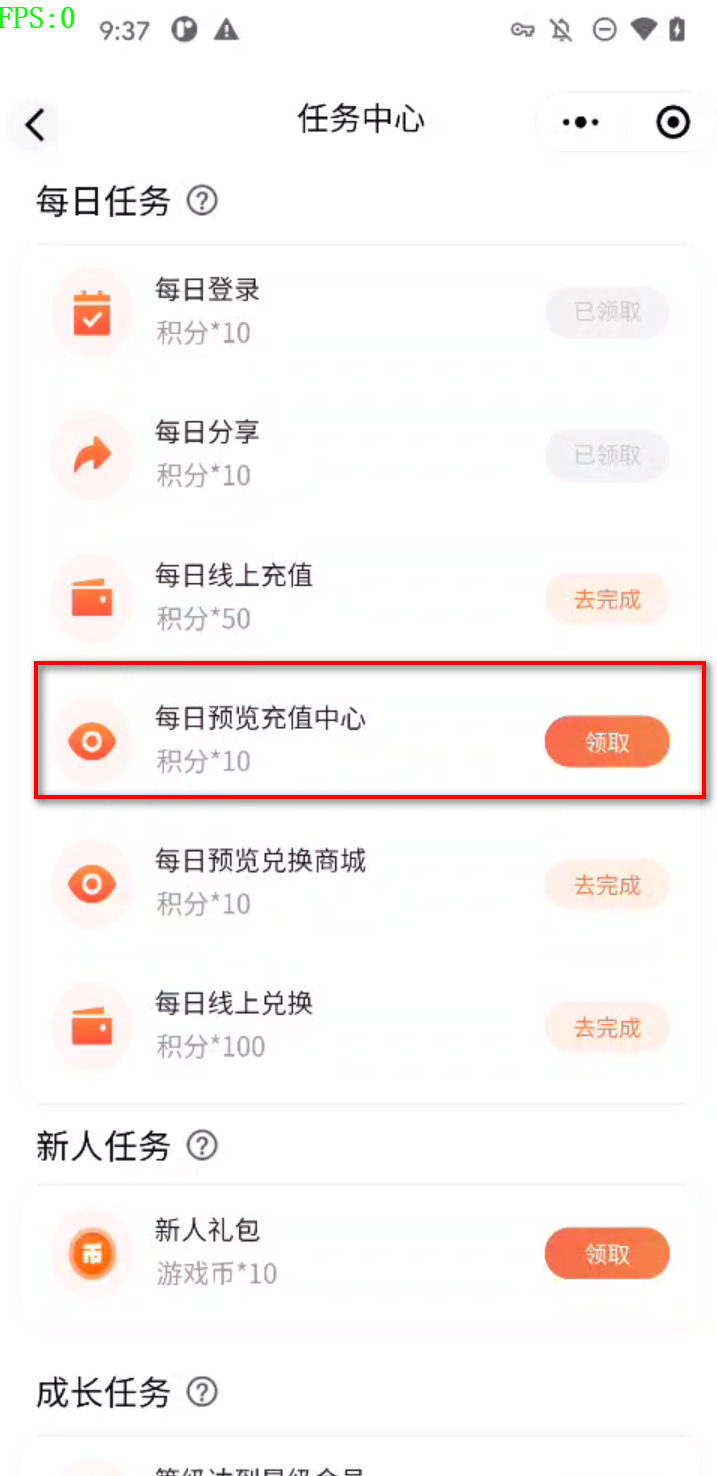 FPS:0
9:37
任务中心
每日任务
每日登录
积分*10
已领取
每日分享
积分*10
已领取
每日线上充值
积分*50
去完成
每日预览充值中心
积分*10
领取
每日预览兑换商城
积分*10
去完成
每日线上兑换
积分*100
去完成
新人任务
新人礼包
币
游戏币*10
领取
成长任务